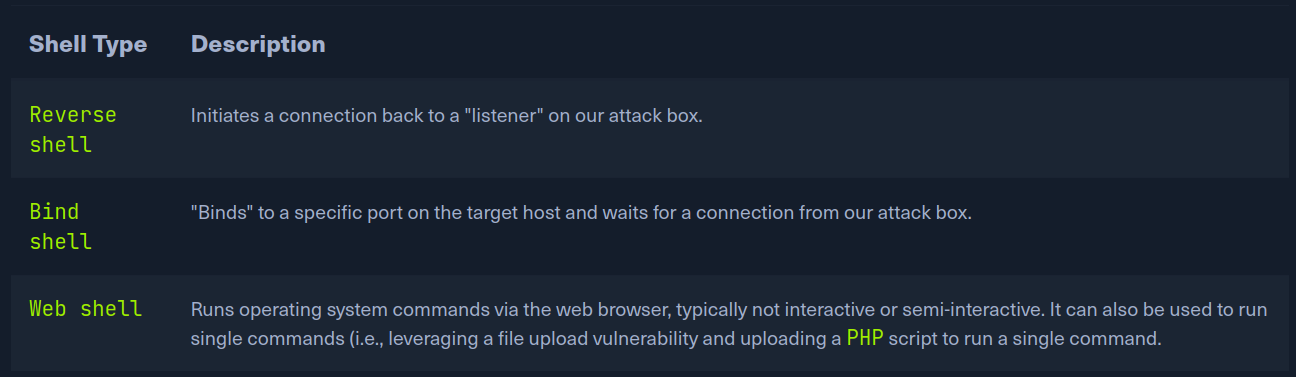 Shell Type Description
Reverse shell Initiates a connection back to a "listener" on our attack box.
Bind shell "Binds" to a specific port on the target host and waits for a connection from our attack box.
Web shell Runs operating system commands via the web browser, typically not interactive or semi-interactive. It can also be used to run
single commands (i.e., leveraging a file upload vulnerability and uploading a PHP script to run a single command.